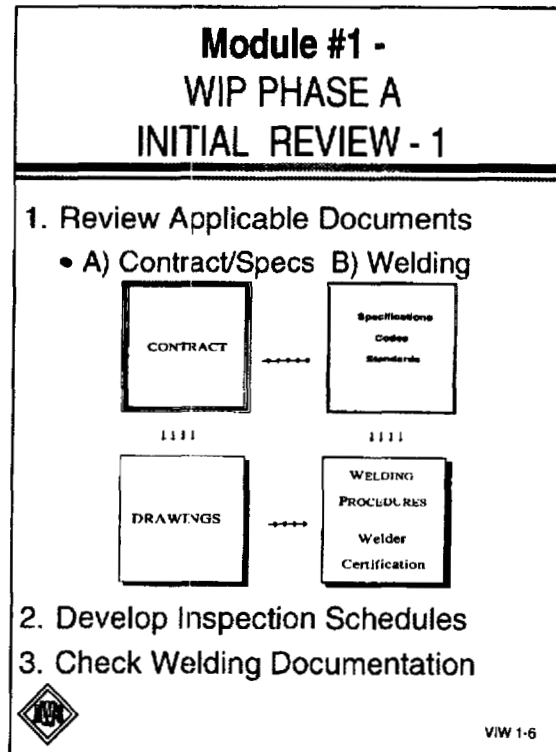 Module #1 -
WIP PHASE A
INITIAL REVIEW - 1
1. Review Applicable Documents
• A) Contract/Specs B) Welding
CONTRACT
Specifications
Codes
Standards
DRAWINGS
WELDING
PROCEDURES
Welder
Certification
2. Develop Inspection Schedules
3. Check Welding Documentation
VIW 1-6